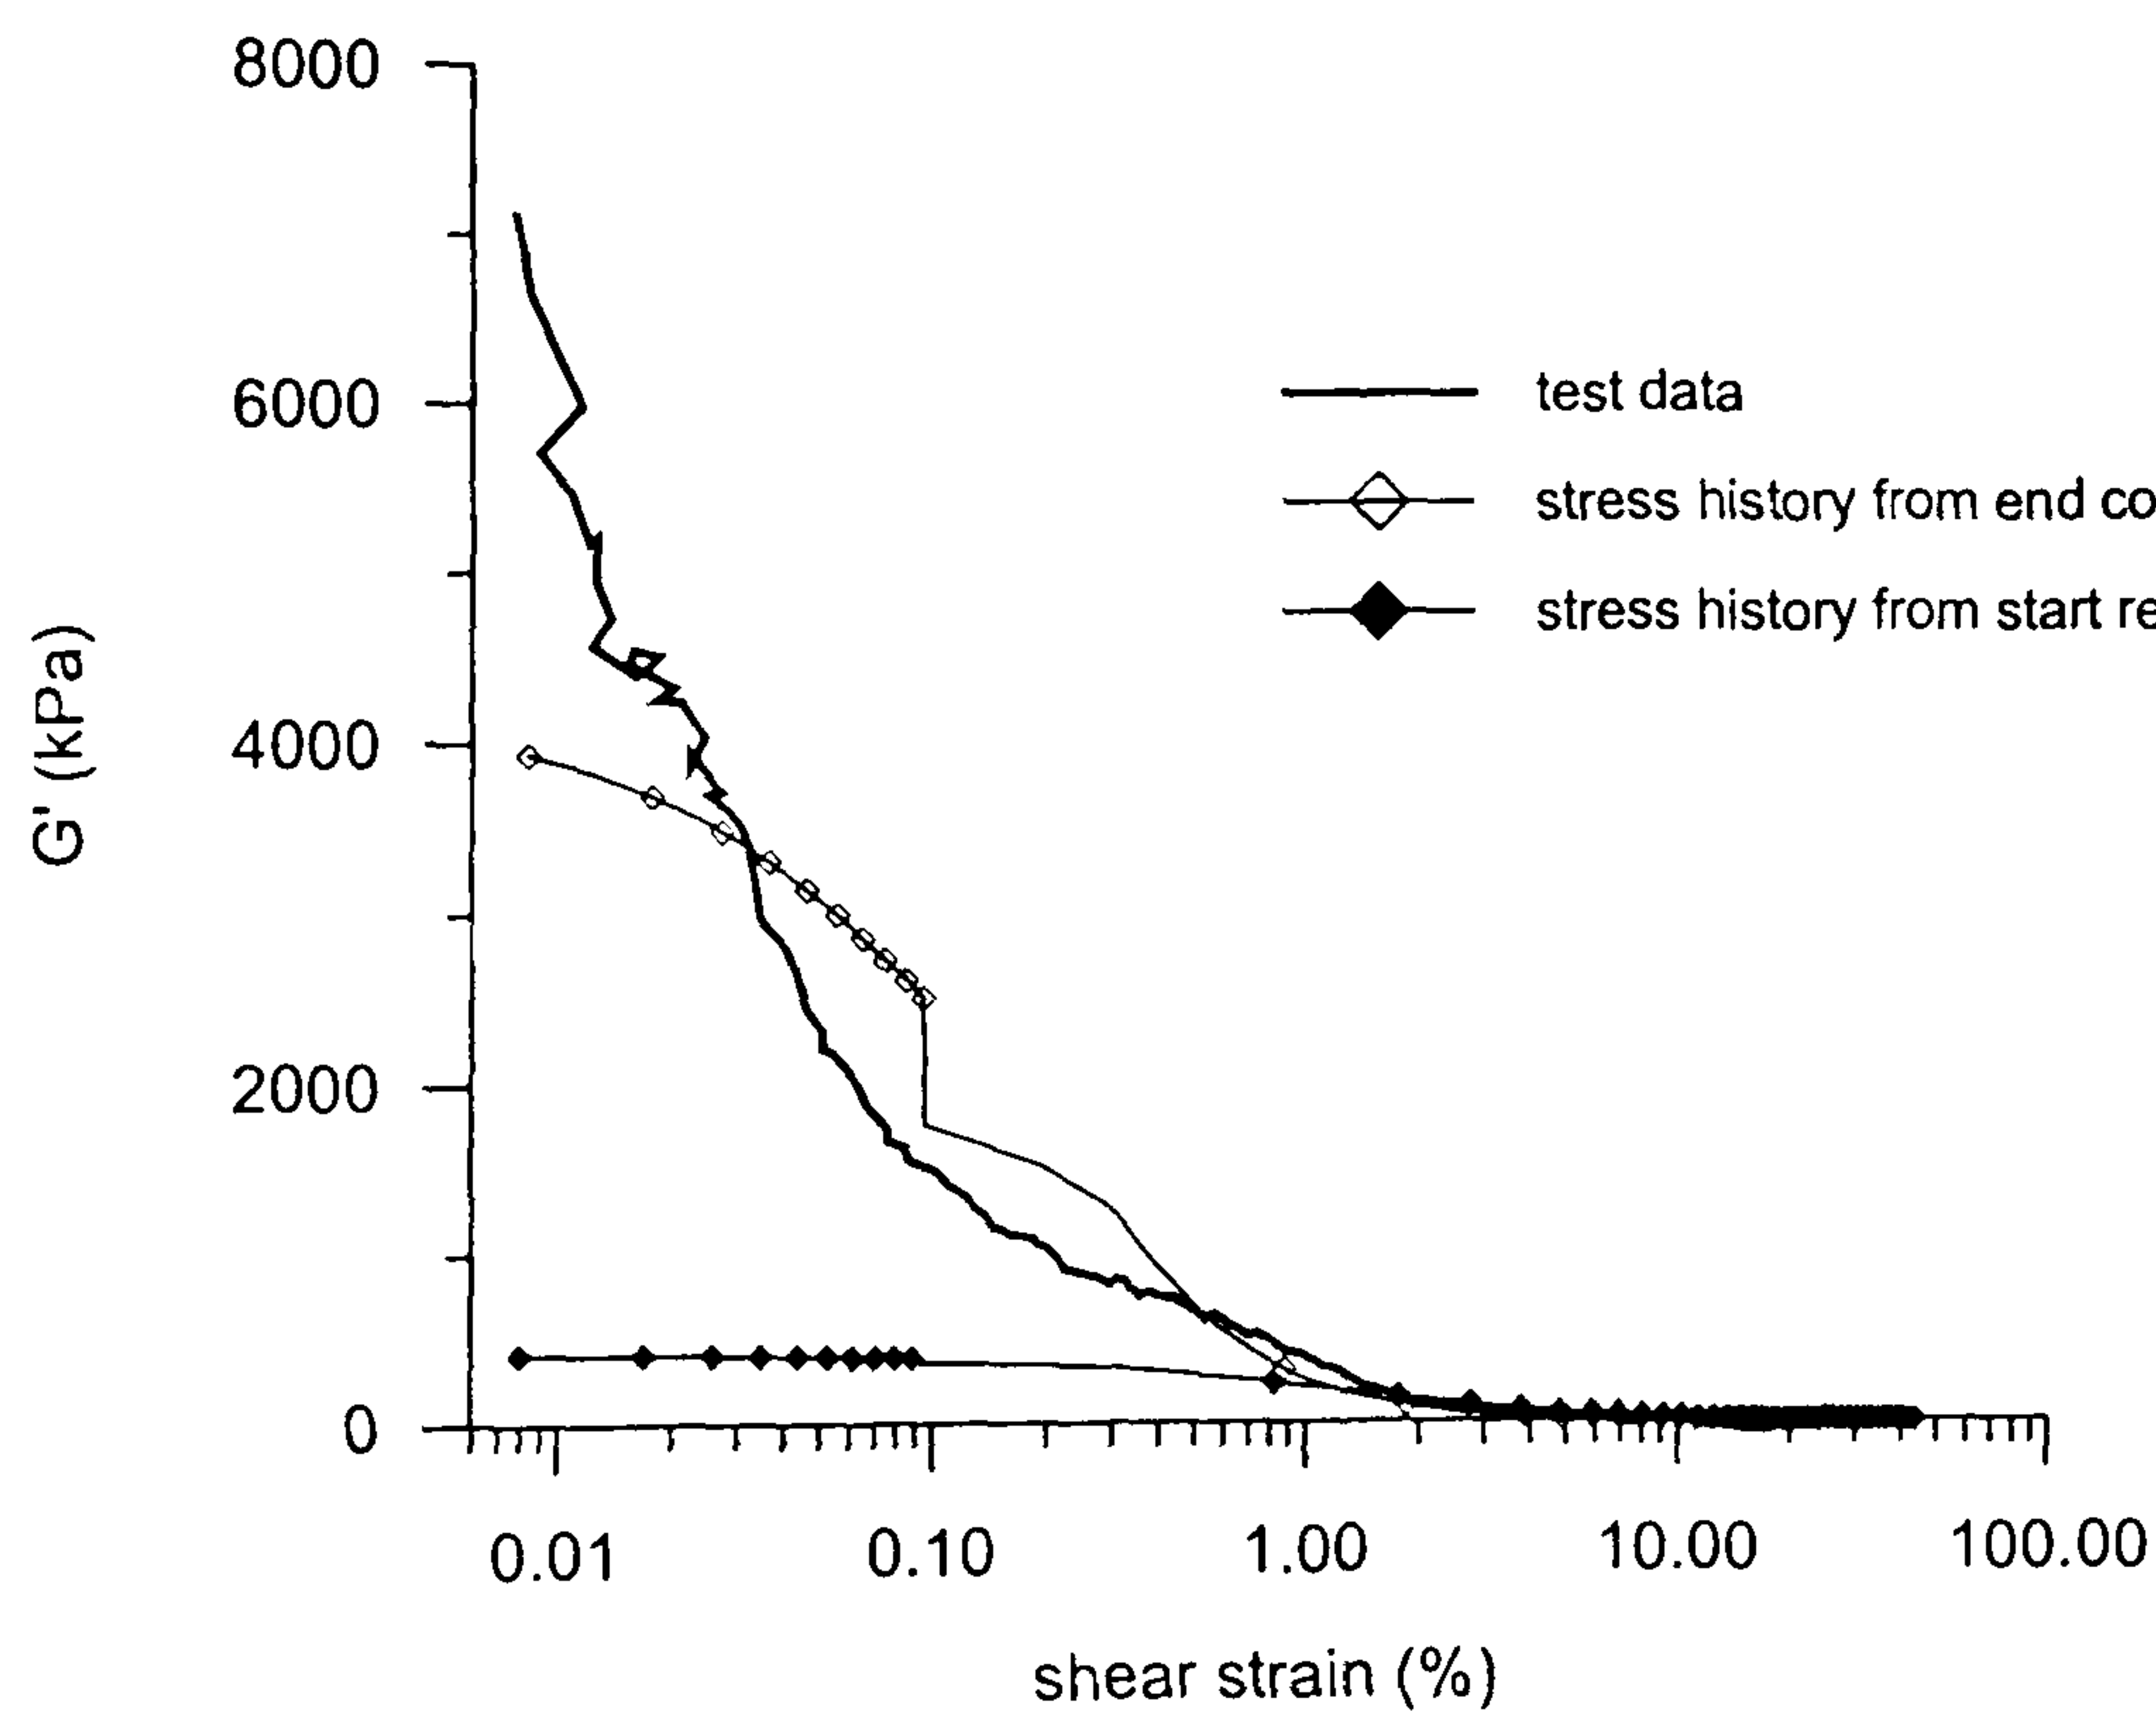 8000
6000
4000
2000
0
G' (kPa)
test data
stress history from end co
stress history from start re
0.01 0.10 1.00 10.00 100.00
shear strain (%)